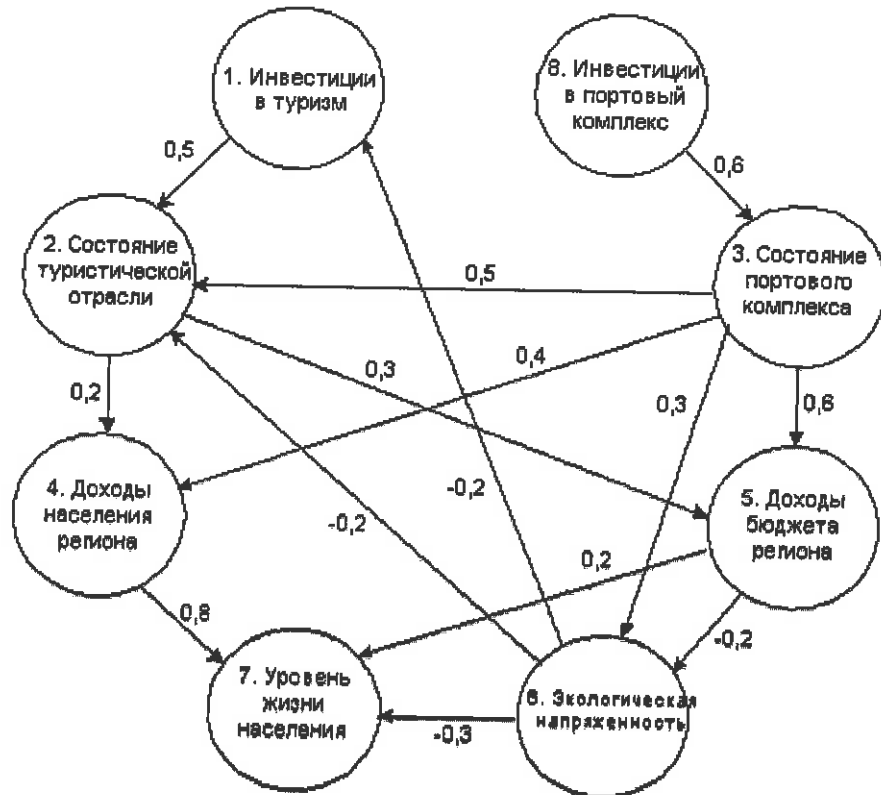 1. Инвестиции
в туризм
8. Инвестиции
в портовый
комплекс
0,5
0,6
2. Состояние
туристической
отрасли
3. Состояние
портового
комплекса
0,5
0,4
0,3
0,2
0,3
0,6
4. Доходы
населения
региона
-0,2
-0,2
5. Доходы
бюджета
региона
0,2
0,8
-0,2
7. Уровень
жизни
населения
6. Экологическая
напряженность
-0,3